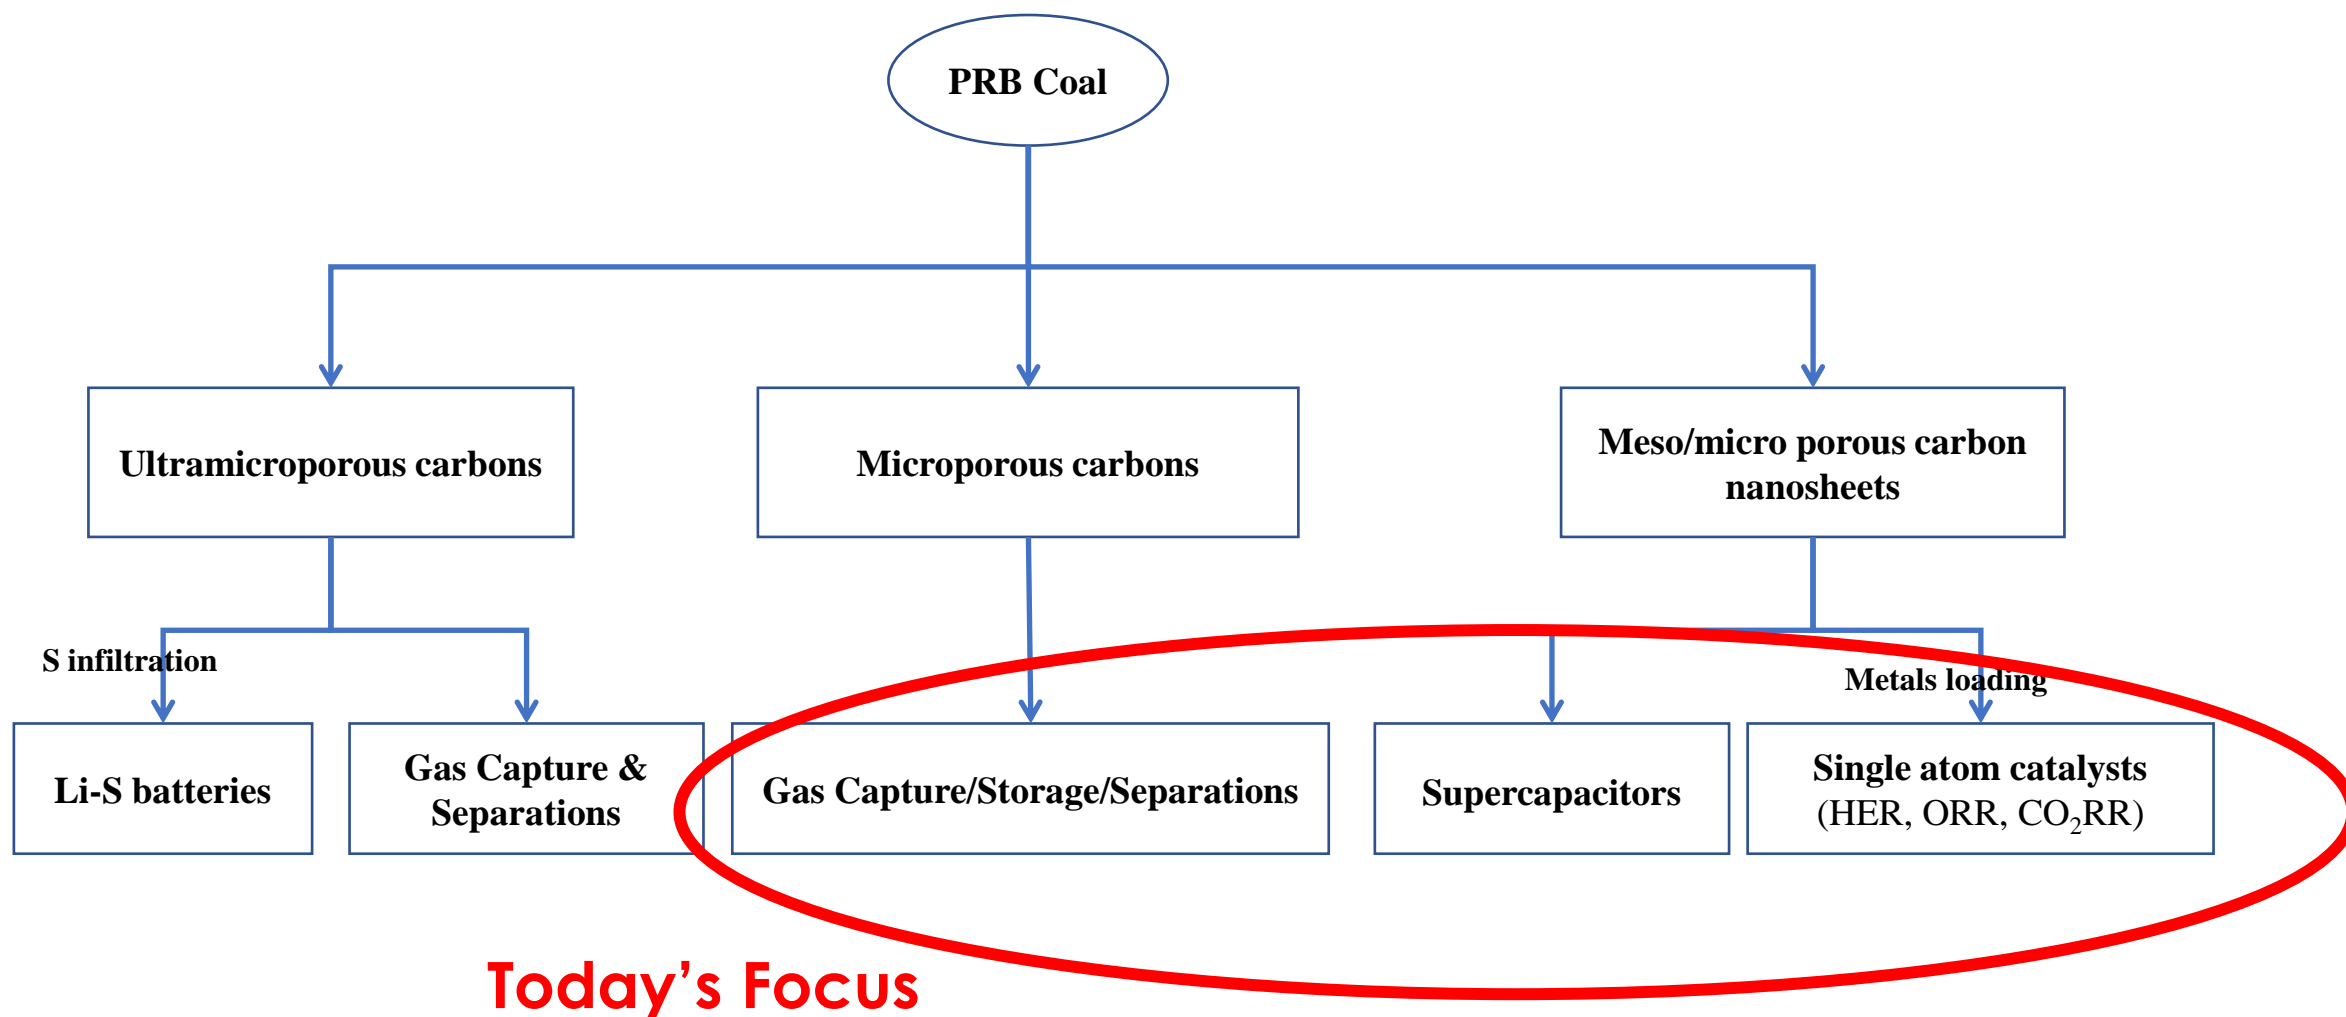 PRB Coal
Ultramicroporous carbons
Microporous carbons
Meso/micro porous carbon
nanosheets
S infiltration
Metals loading
Li-S batteries
Gas Capture &
Separations
Gas Capture/Storage/Separations
Supercapacitors
Single atom catalysts
(HER, ORR, CO₂RR)
Today’s Focus